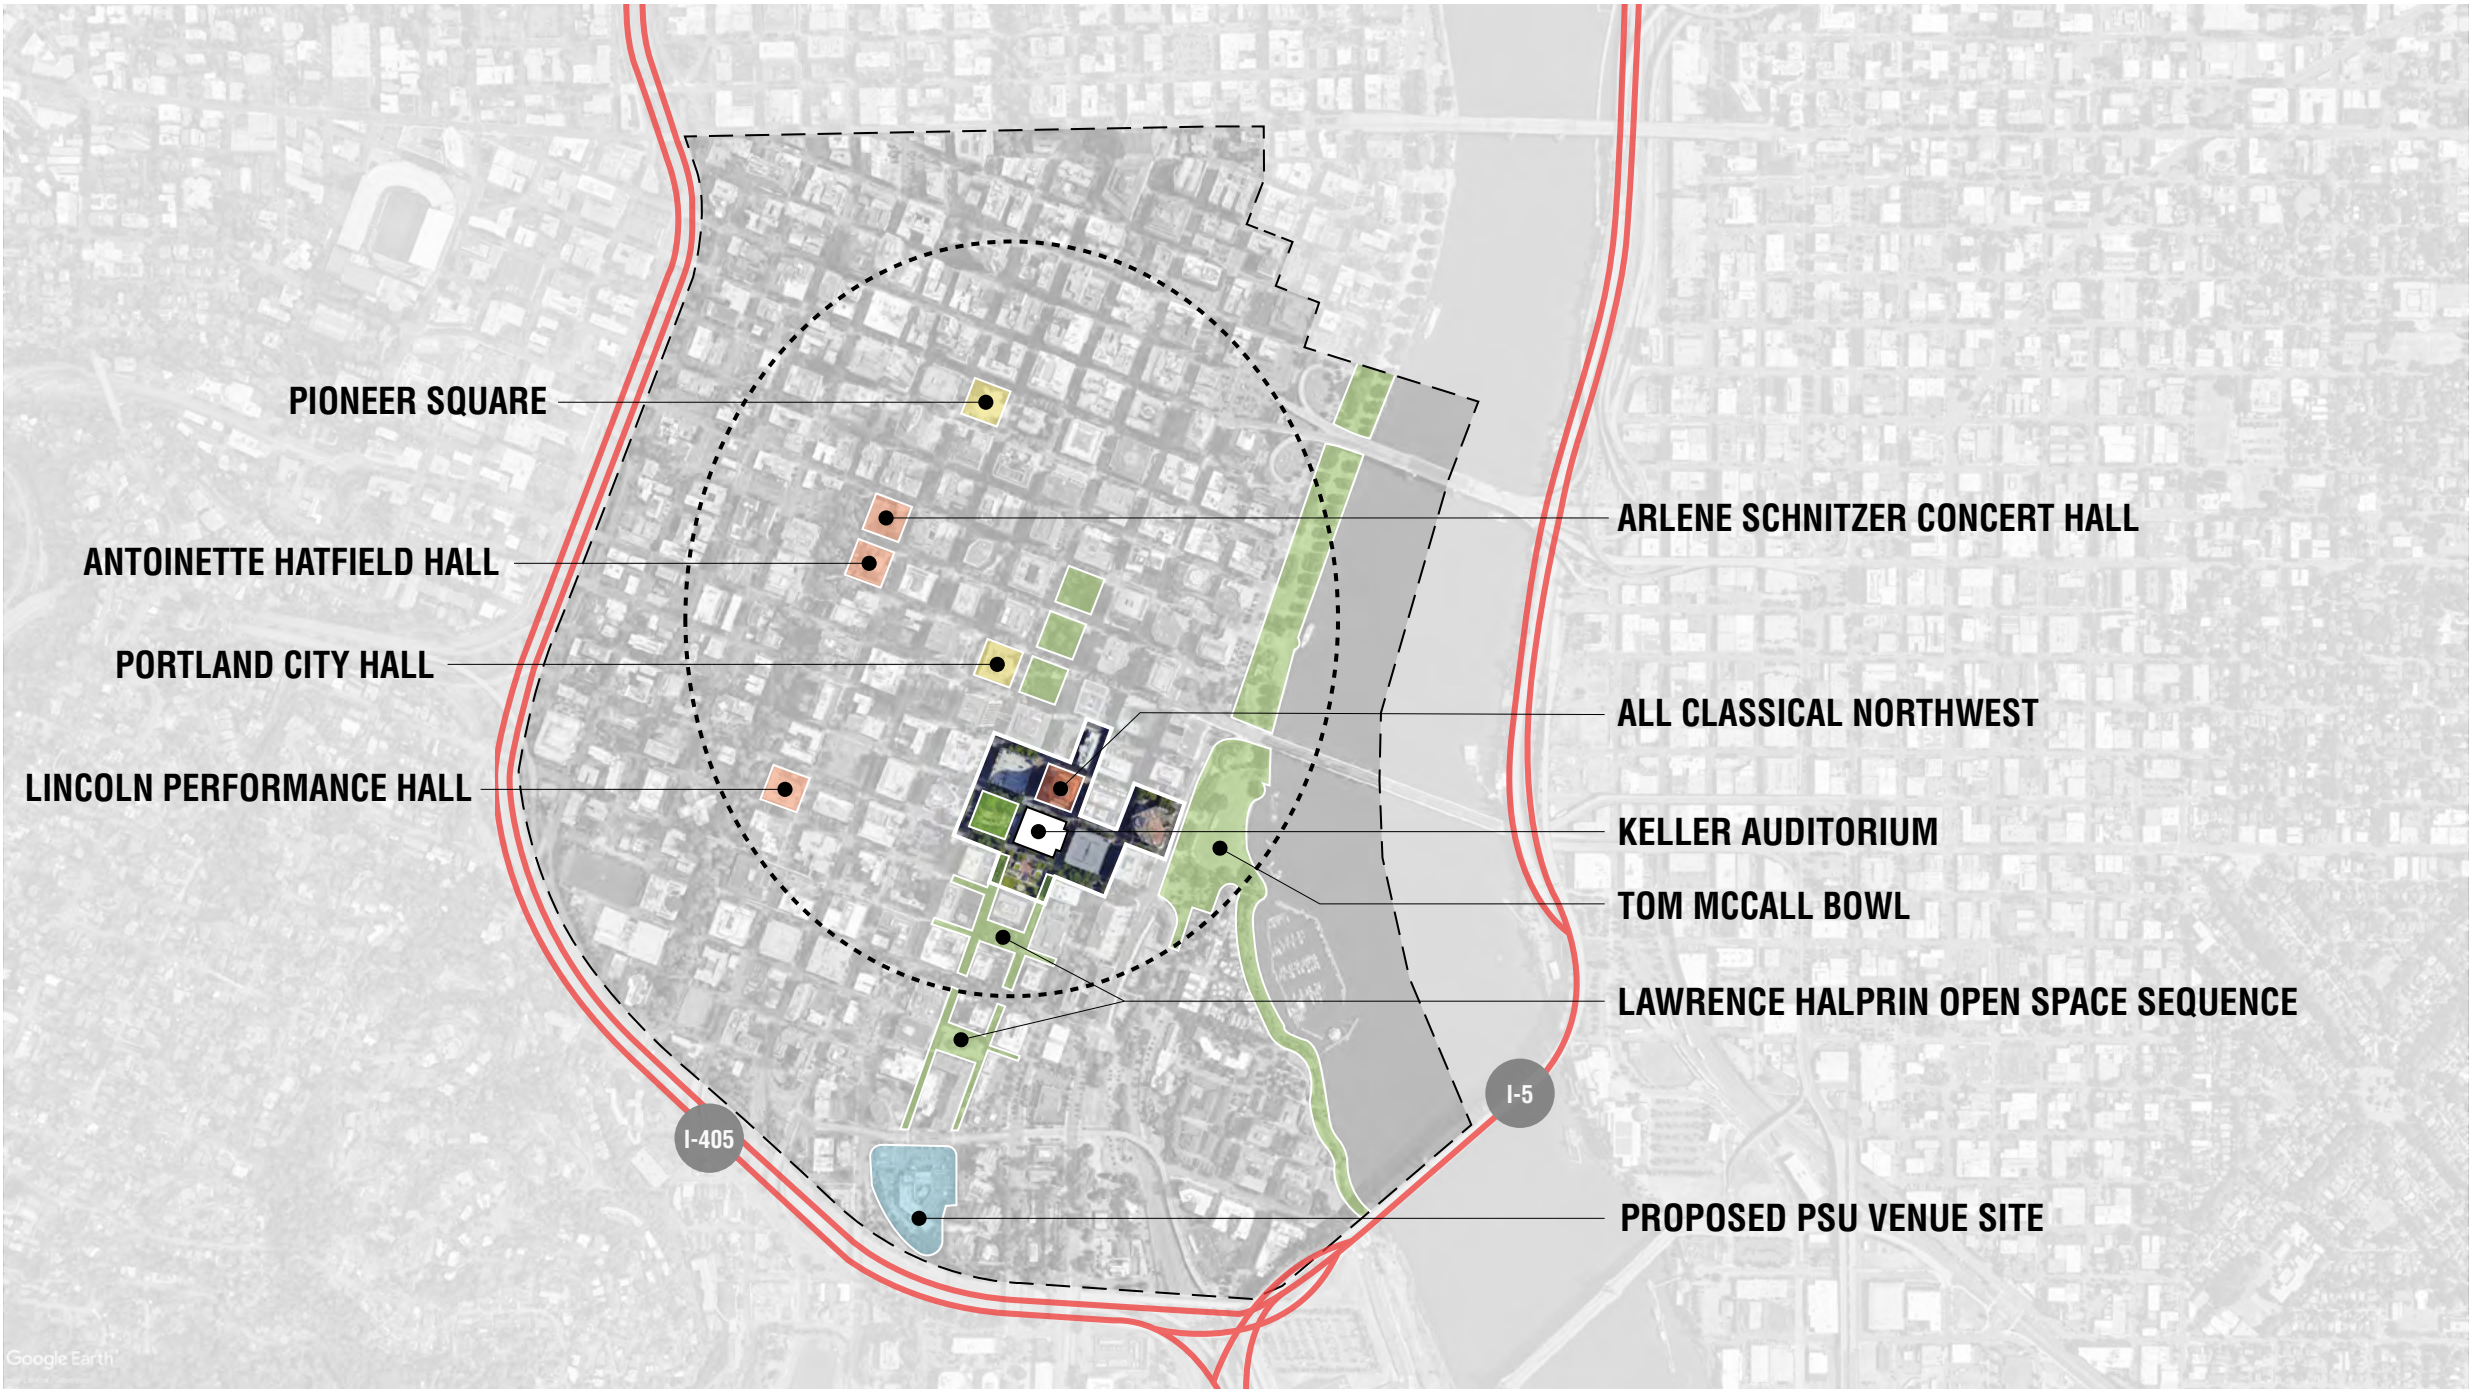 PIONEER SQUARE
ARLENE SCHNITZER CONCERT HALL
ANTOINETTE HATFIELD HALL
PORTLAND CITY HALL
ALL CLASSICAL NORTHWEST
LINCOLN PERFORMANCE HALL
KELLER AUDITORIUM
TOM MCCALL BOWL
LAWRENCE HALPRIN OPEN SPACE SEQUENCE
I-5
I-405
PROPOSED PSU VENUE SITE
Google Earth